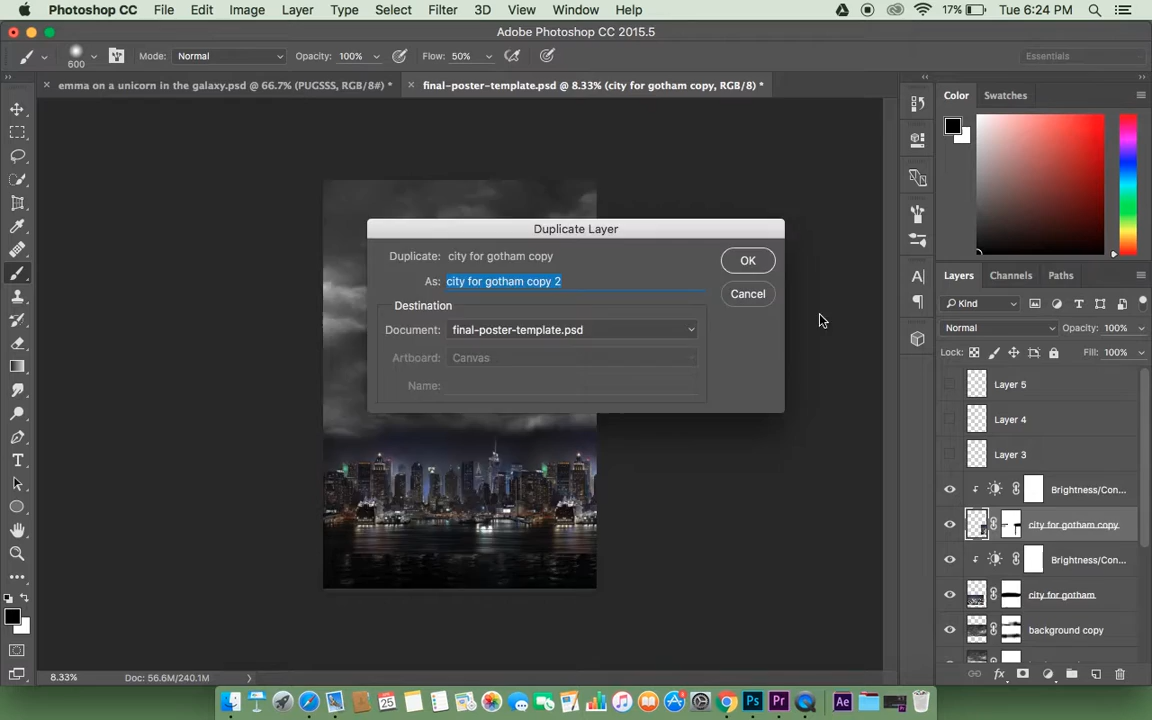 Photoshop CC File Edit Image Layer Type Select Filter 3D View Window Help 17% Tue 6:24 PM
Adobe Photoshop CC 2015.5
600 Mode: Normal Opacity: 100% Flow: 50% Essentials
emma on a unicorn in the galaxy.psd @ 66.7% (PUGSSS, RGB/8#) * final-poster-template.psd @ 8.33% (city for gotham copy, RGB/8) *
Color Swatches
Duplicate Layer
Duplicate: city for gotham copy
OK
As: city for gotham copy 2
Cancel
Destination
Document: final-poster-template.psd
Artboard: Canvas
Name:
Layers Channels Paths
Kind
Normal Opacity: 100%
Lock: Fill: 100%
Layer 5
Layer 4
Layer 3
Brightness/Con...
city for gotham copy
Brightness/Con...
city for gotham
background copy
8.33% Doc: 56.6M/240.1M